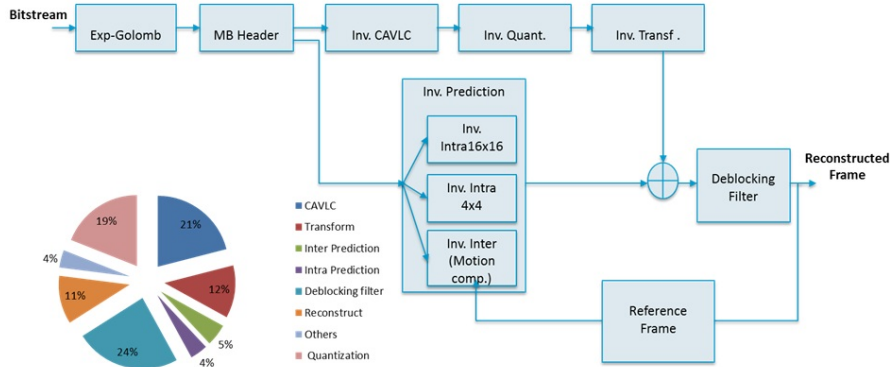 Bitstream
Exp-Golomb
MB Header
Inv. CAVLC
Inv. Quant.
Inv. Transf .
Inv. Prediction
Inv.
Intra16x16
Inv. Intra
4x4
Inv. Inter
(Motion
comp.)
Deblocking
Filter
Reconstructed
Frame
Reference
Frame
21%
12%
5%
4%
24%
11%
4%
19%
CAVLC
Transform
Inter Prediction
Intra Prediction
Deblocking filter
Reconstruct
Others
Quantization